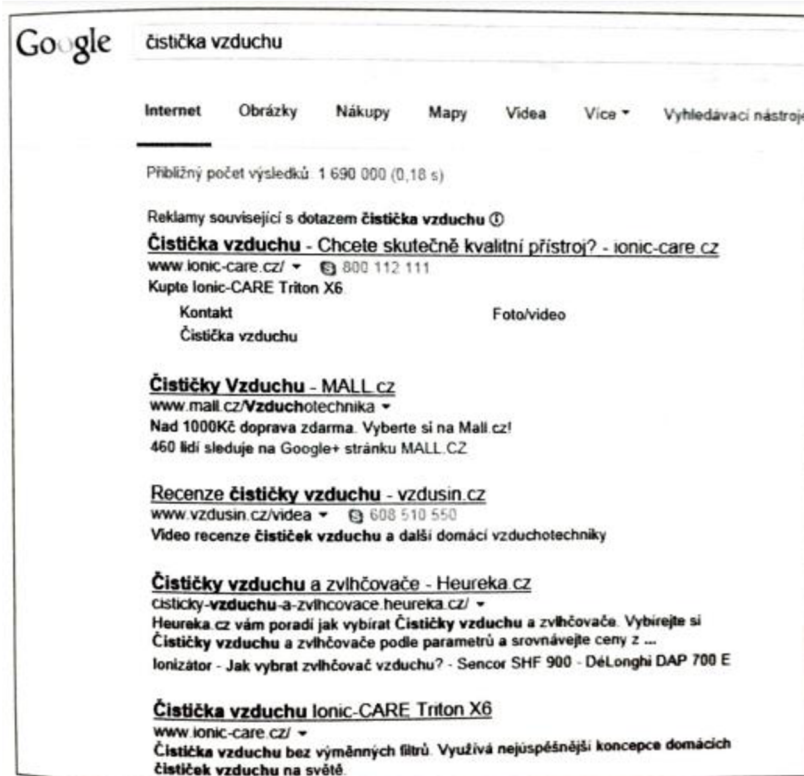 Google
čistička vzduchu
Internet Obrázky Nákupy Mapy Videa Více Vyhledávací nástroje
Přibližný počet výsledků: 1 690 000 (0,18 s)
Reklamy související s dotazem čistička vzduchu
Čistička vzduchu - Chcete skutečně kvalitní přístroj? - ionic-care.cz
www.ionic-care.cz/ 800 112 111
Kupte Ionic-CARE Triton X6.
Kontakt Foto/video
Čistička vzduchu
Čističky Vzduchu - MALL.cz
www.mall.cz/Vzduchotechnika
Nad 1000Kč doprava zdarma. Vyberte si na Mall.cz!
460 lidí sleduje na Google+ stránku MALL.CZ
Recenze čističky vzduchu - vzdusin.cz
www.vzdusin.cz/videa 608 510 550
Video recenze čističek vzduchu a další domácí vzduchotechniky
Čističky vzduchu a zvlhčovače - Heureka.cz
cisticky-vzduchu-a-zvlhcovace.heureka.cz/
Heureka.cz vám poradí jak vybírat Čističky vzduchu a zvlhčovače. Vybírejte si
Čističky vzduchu a zvlhčovače podle parametrů a srovnávejte ceny z ...
Ionizátor - Jak vybrat zvlhčovač vzduchu? - Sencor SHF 900 - DéLonghi DAP 700 E
Čistička vzduchu Ionic-CARE Triton X6
www.ionic-care.cz/
Čistička vzduchu bez výměnných filtrů. Využívá nejúspěšnější koncepce domácích
čističek vzduchu na světě.